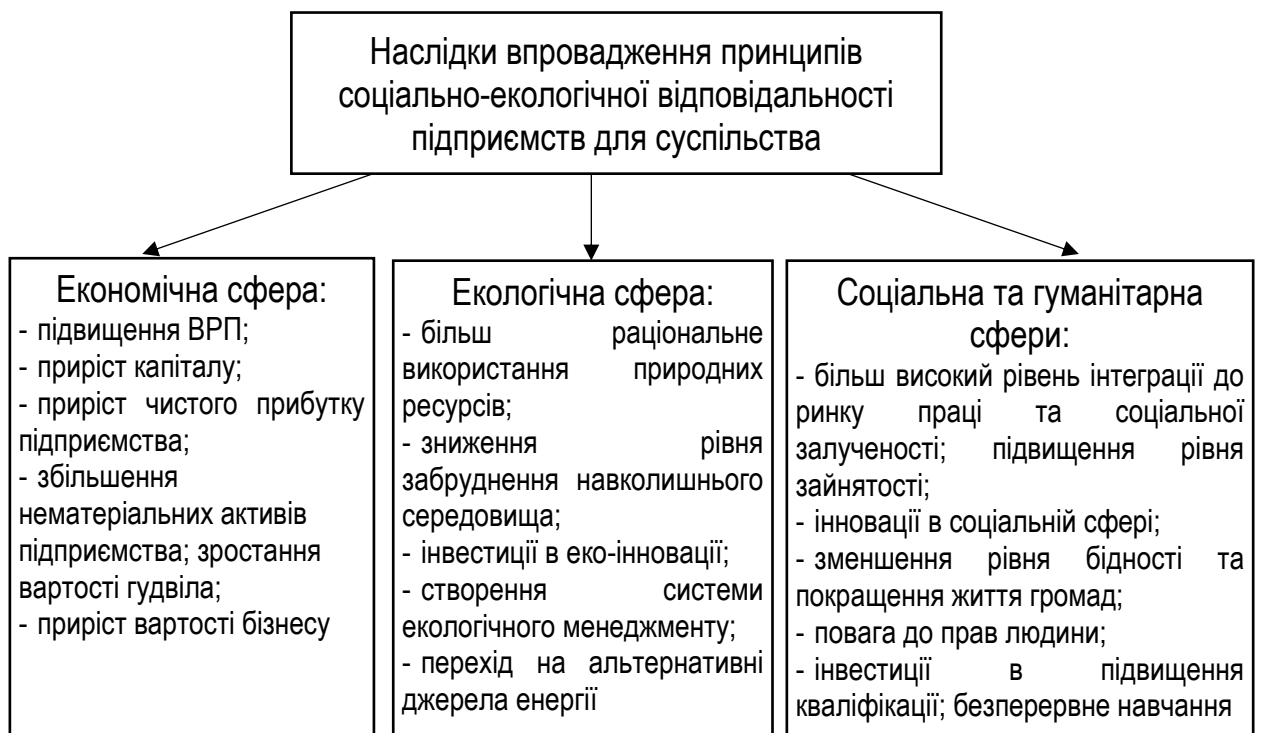 Наслідки впровадження принципів
соціально-екологічної відповідальності
підприємств для суспільства
Економічна сфера:
- підвищення ВРП;
- приріст капіталу;
- приріст чистого прибутку
підприємства;
- збільшення
нематеріальних активів
підприємства; зростання
вартості гудвіла;
- приріст вартості бізнесу
Екологічна сфера:
- більш раціональне
використання природних
ресурсів;
- зниження рівня
забруднення навколишнього
середовища;
- інвестиції в еко-інновації;
- створення системи
екологічного менеджменту;
- перехід на альтернативні
джерела енергії
Соціальна та гуманітарна
сфери:
- більш високий рівень інтеграції до
ринку праці та соціальної
залученості; підвищення рівня
зайнятості;
- інновації в соціальній сфері;
- зменшення рівня бідності та
покращення життя громад;
- повага до прав людини;
- інвестиції в підвищення
кваліфікації; безперервне навчання